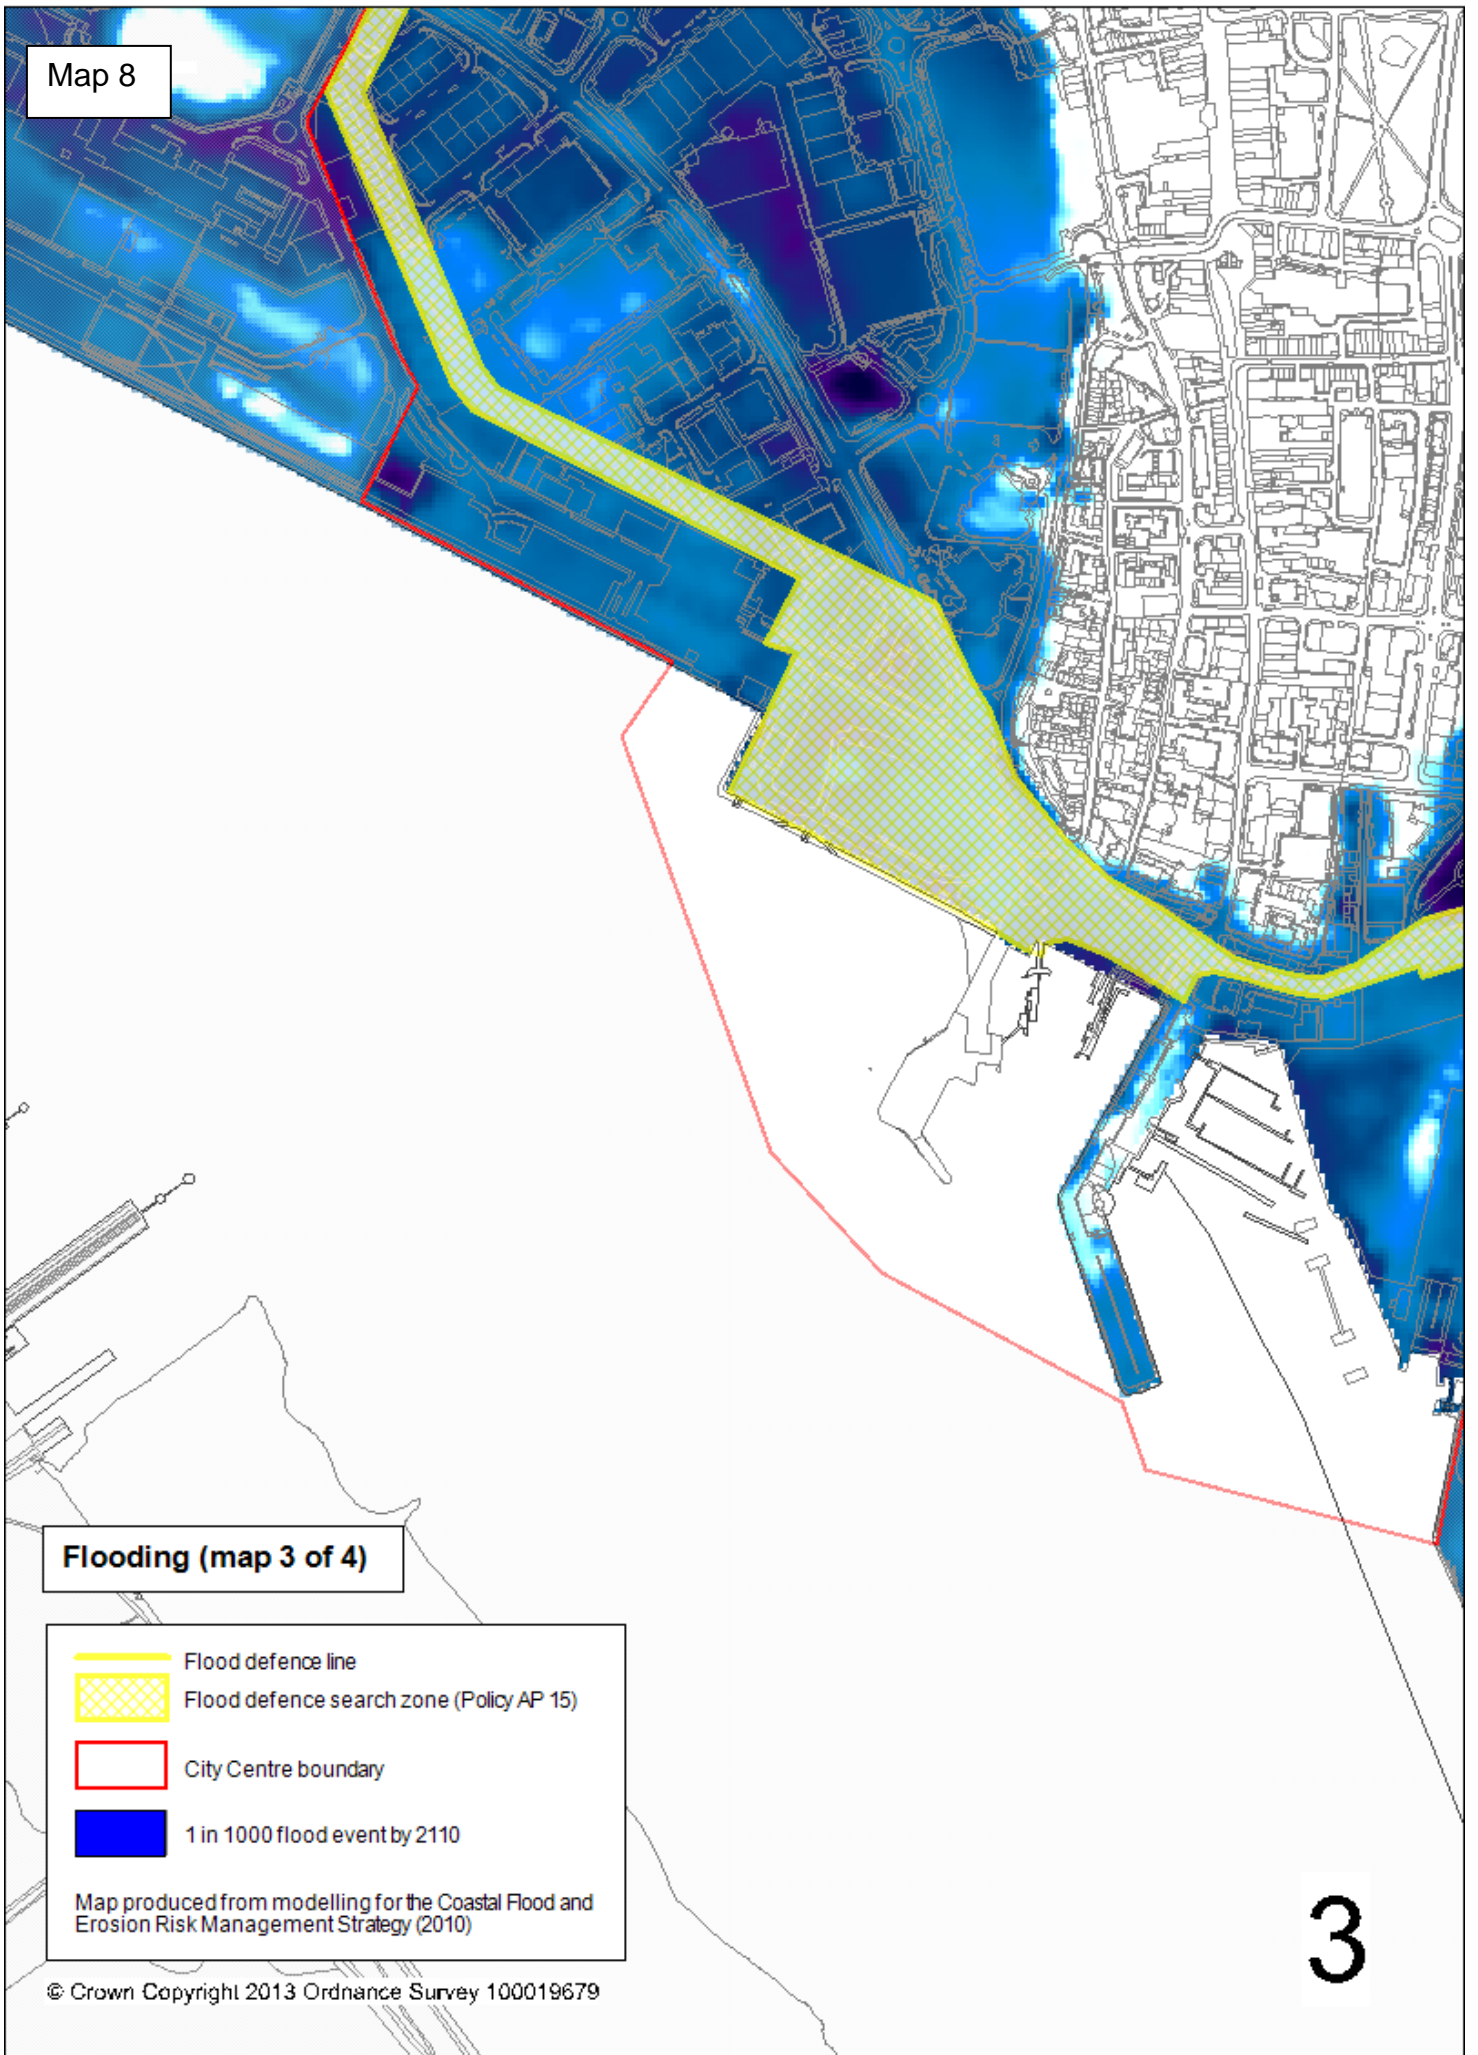 Map 8
Flooding (map 3 of 4)
Flood defence line
Flood defence search zone (Policy AP 15)
City Centre boundary
1 in 1000 flood event by 2110
Map produced from modelling for the Coastal Flood and
Erosion Risk Management Strategy (2010)
© Crown Copyright 2013 Ordnance Survey 100019679
3